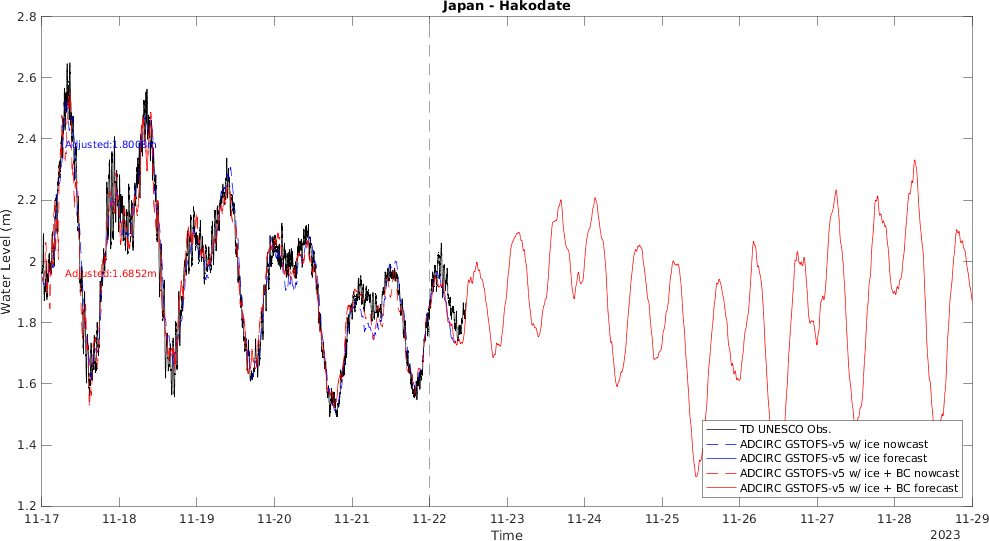 Japan - Hakodate
2.8
2.6
2.4
2.2
2
1.8
1.6
1.4
1.2
Water Level (m)
Adjusted:1.6852m
TD UNESCO Obs.
ADCIRC GSTOFS-v5 w/ ice nowcast
ADCIRC GSTOFS-v5 w/ ice forecast
ADCIRC GSTOFS-v5 w/ ice + BC nowcast
ADCIRC GSTOFS-v5 w/ ice + BC forecast
11-17 11-18 11-19 11-20 11-21 11-22 11-23 11-24 11-25 11-26 11-27 11-28 11-29
Time
2023